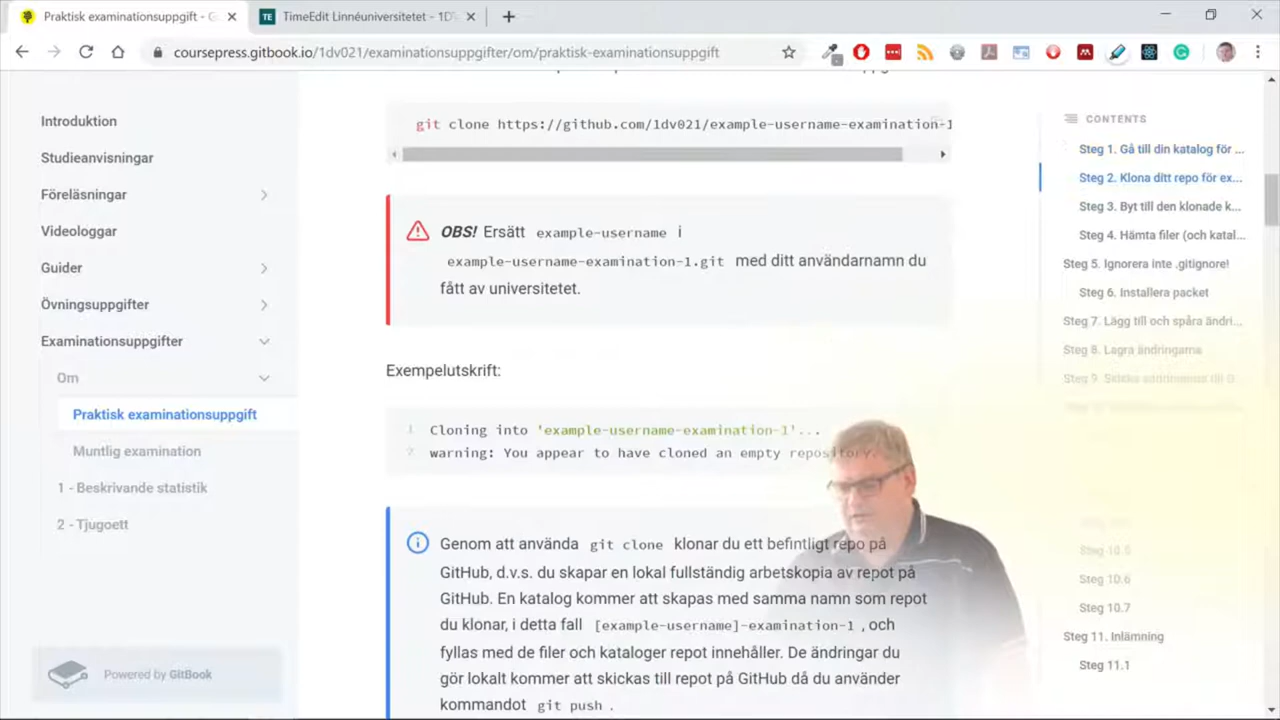 Praktisk examinationsuppgift - G
TimeEdit Linnéuniversitetet - 1D
coursepress.gitbook.io/1dv021/examinationsuppgifter/om/praktisk-examinationsuppgift
Introduktion
Studieanvisningar
Föreläsningar
Videologgar
Guider
Övningsuppgifter
Examinationsuppgifter
Om
Praktisk examinationsuppgift
Muntlig examination
1 - Beskrivande statistik
2 - Tjugoett
Powered by GitBook
git clone https://github.com/1dv021/example-username-examination-1
OBS! Ersätt example-username i
example-username-examination-1.git med ditt användarnamn du
fått av universitetet.
Exempelutskrift:
1 Cloning into 'example-username-examination-1'...
2 warning: You appear to have cloned an empty repository.
Genom att använda git clone klonar du ett befintligt repo på
GitHub, d.v.s. du skapar en lokal fullständig arbetskopia av repot på
GitHub. En katalog kommer att skapas med samma namn som repot
du klonar, i detta fall [example-username]-examination-1 , och
fyllas med de filer och kataloger repot innehåller. De ändringar du
gör lokalt kommer att skickas till repot på GitHub då du använder
kommandot git push .
CONTENTS
Steg 1. Gå till din katalog för ...
Steg 2. Klona ditt repo för ex...
Steg 3. Byt till den klonade k...
Steg 4. Hämta filer (och katal...
Steg 5. Ignorera inte .gitignore!
Steg 6. Installera packet
Steg 7. Lägg till och spåra ändri...
Steg 8. Lagra ändringarna
Steg 9. Skicka ändringarna till G...
Steg 10.5
Steg 10.6
Steg 10.7
Steg 11. Inlämning
Steg 11.1